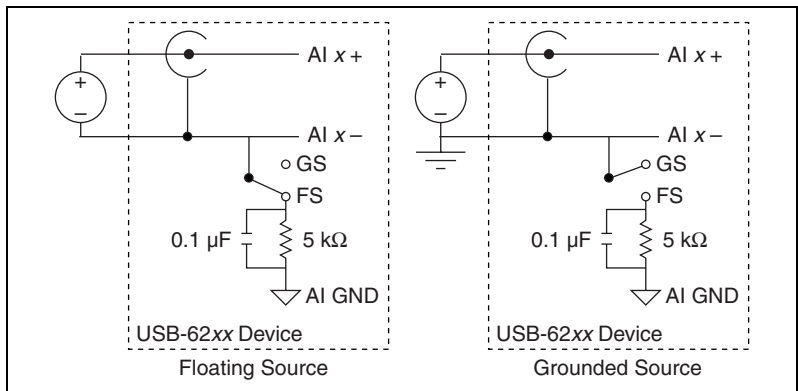 +
−
AI x +
AI x −
GS
FS
0.1 µF
5 kΩ
AI GND
USB-62xx Device
Floating Source
+
−
AI x +
AI x −
GS
FS
0.1 µF
5 kΩ
AI GND
USB-62xx Device
Grounded Source